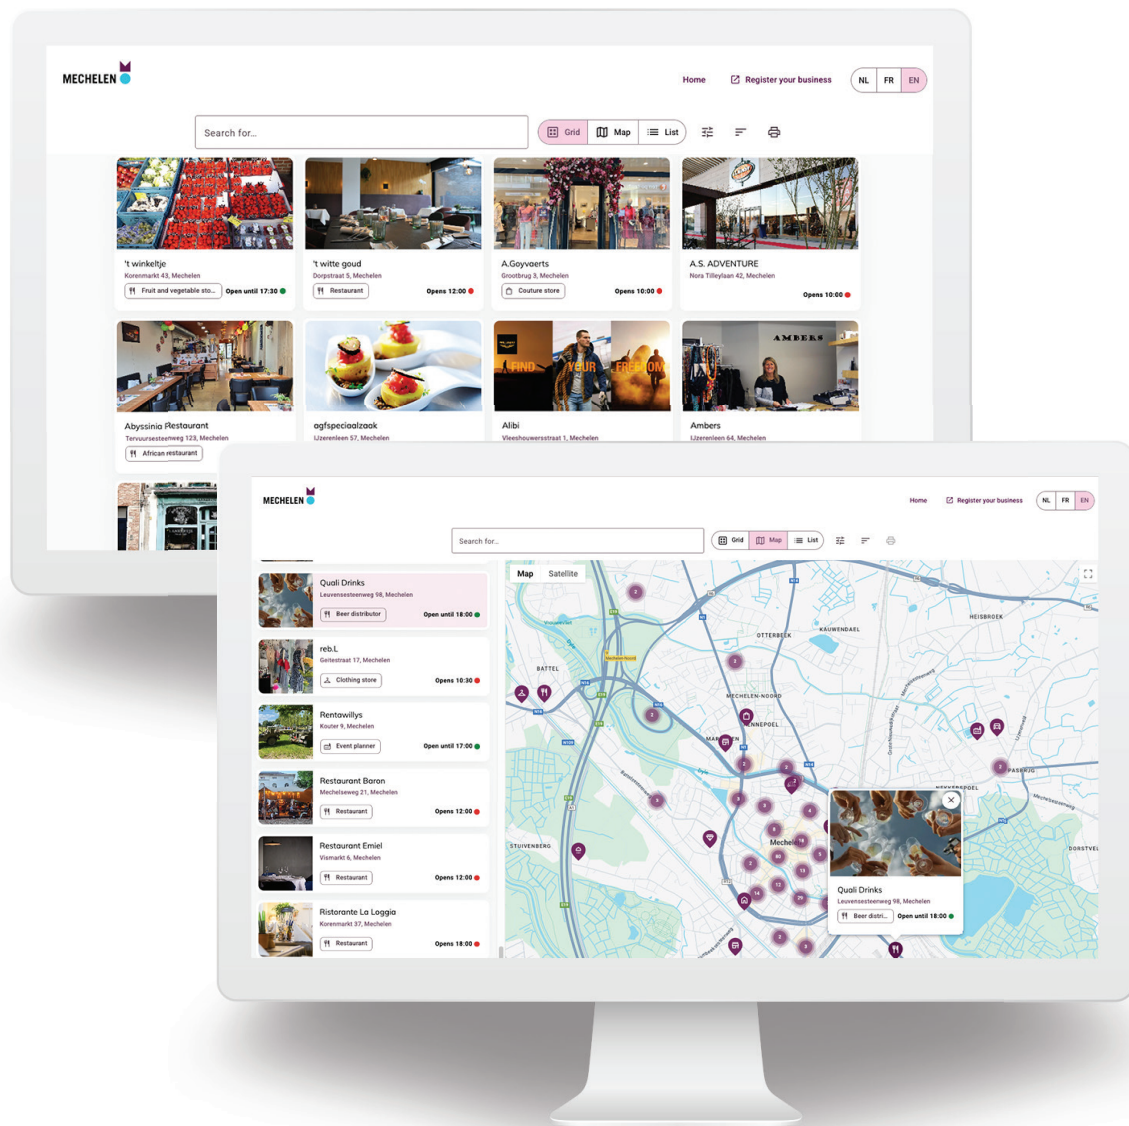 MECHELEN
Home
Register your business
NL FR EN
Search for...
Grid Map List
't winkeltje
Korenmarkt 43, Mechelen
Fruit and vegetable sto... Open until 17:30
't witte goud
Dorpstraat 5, Mechelen
Restaurant Opens 12:00
A.Goyvaerts
Grootbrug 3, Mechelen
Couture store Opens 10:00
A.S. ADVENTURE
Nora Tilleylaan 42, Mechelen
Opens 10:00
FIND YOUR FREEDOM
AMBERS
Abyssinia Restaurant
Tervuursesteenweg 123, Mechelen
African restaurant
agfspeciaalzaak
IJzerenleen 57, Mechelen
Alibi
Vleeshouwersstraat 1, Mechelen
Ambers
IJzerenleen 64, Mechelen
MECHELEN
Home
Register your business
NL FR EN
Search for...
Grid Map List
Quali Drinks
Leuvensesteenweg 98, Mechelen
Beer distributor Open until 18:00
reb.L
Geitestraat 17, Mechelen
Clothing store Opens 10:30
Rentawillys
Kouter 9, Mechelen
Event planner Open until 17:00
Restaurant Baron
Mechelseweg 21, Mechelen
Restaurant Opens 12:00
Restaurant Emiel
Vismarkt 6, Mechelen
Restaurant Opens 12:00
Ristorante La Loggia
Korenmarkt 37, Mechelen
Restaurant Opens 18:00
Map Satellite
HEISBROEK
KAUWENDAEL
OTTERBEEK
Mechelen-Noord
BATTEL
MECHELEN-NOORD
PASBRUG
STUIVENBERG
Mechelen
Quali Drinks
Leuvensesteenweg 98, Mechelen
Beer distri... Open until 18:00